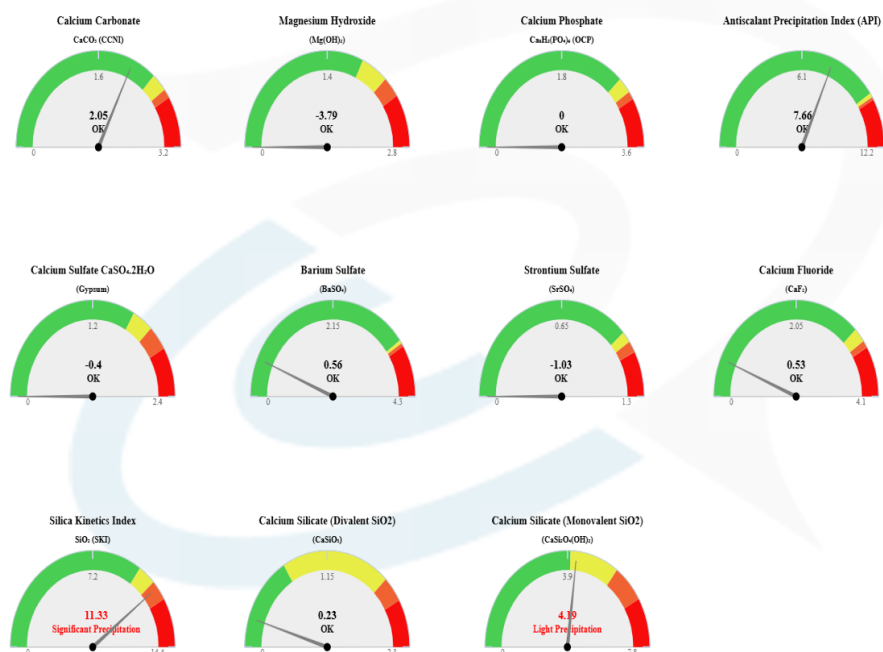 Calcium Carbonate
CaCO₃ (CCNI)
1.6
2.05
OK
0
3.2
Magnesium Hydroxide
(Mg(OH)₂)
1.4
-3.79
OK
0
2.8
Calcium Phosphate
Ca₈H₂(PO₄)₆ (OCP)
1.8
0
OK
0
3.6
Antiscalant Precipitation Index (API)
6.1
7.66
OK
0
12.2
Calcium Sulfate CaSO₄.2H₂O
(Gypsum)
1.2
-0.4
OK
0
2.4
Barium Sulfate
(BaSO₄)
2.15
0.56
OK
0
4.3
Strontium Sulfate
(SrSO₄)
0.65
-1.03
OK
0
1.3
Calcium Fluoride
(CaF₂)
2.05
0.53
OK
0
4.1
Silica Kinetics Index
SiO₂ (SKI)
7.2
11.33
Significant Precipitation
Calcium Silicate (Divalent SiO2)
(CaSiO₃)
1.15
0.23
OK
Calcium Silicate (Monovalent SiO2)
(CaSi₂O₄(OH)₂)
3.9
4.19
Light Precipitation